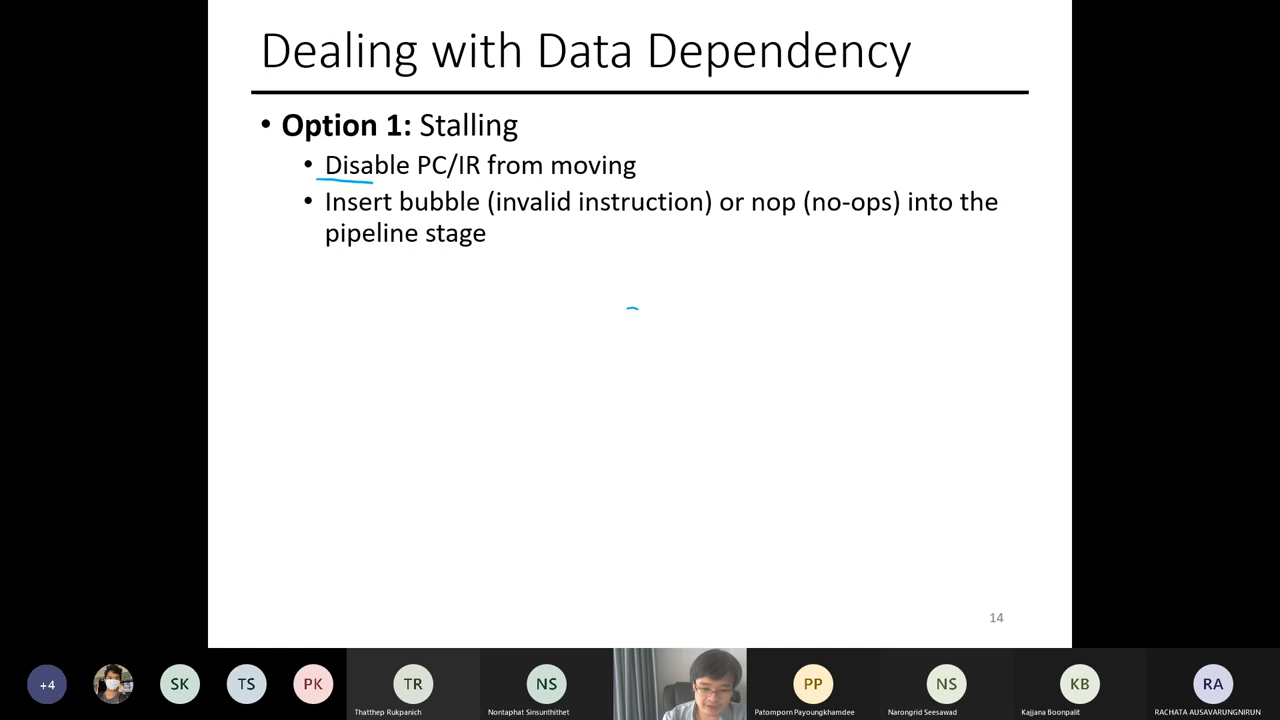 Dealing with Data Dependency
• Option 1: Stalling
• Disable PC/IR from moving
• Insert bubble (invalid instruction) or nop (no-ops) into the
pipeline stage
14
+4
SK
TS
PK
TR
NS
PP
NS
KB
RA
Thatthep Rukpanich
Nontaphat Sinsunthithet
Patomporn Payoungkhamdee
Narongrid Seesawad
Kajjana Boonpalit
RACHATA AUSAVARUNGNIRUN